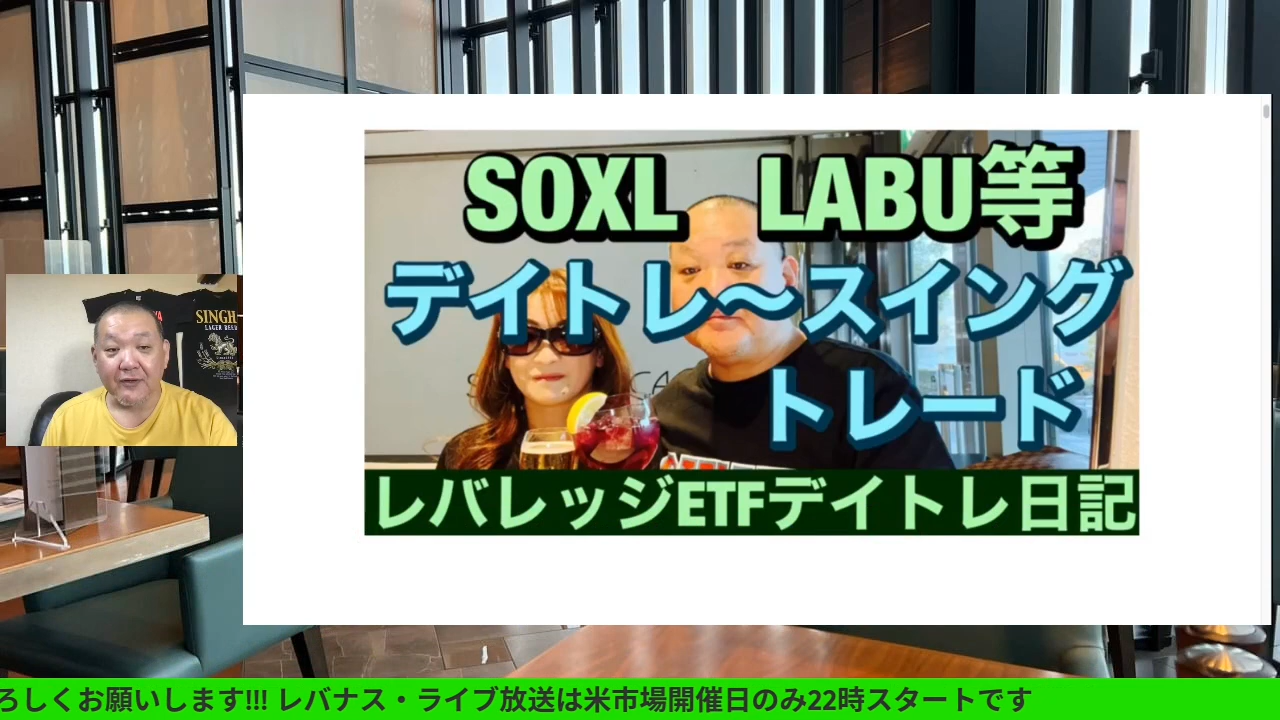 SOXL LABU等
デイトレ～スイング
トレード
レバレッジETFデイトレ日記
SINGH
LAGER BEER
ろしくお願いします!!! レバナス・ライブ放送は米市場開催日のみ22時スタートです